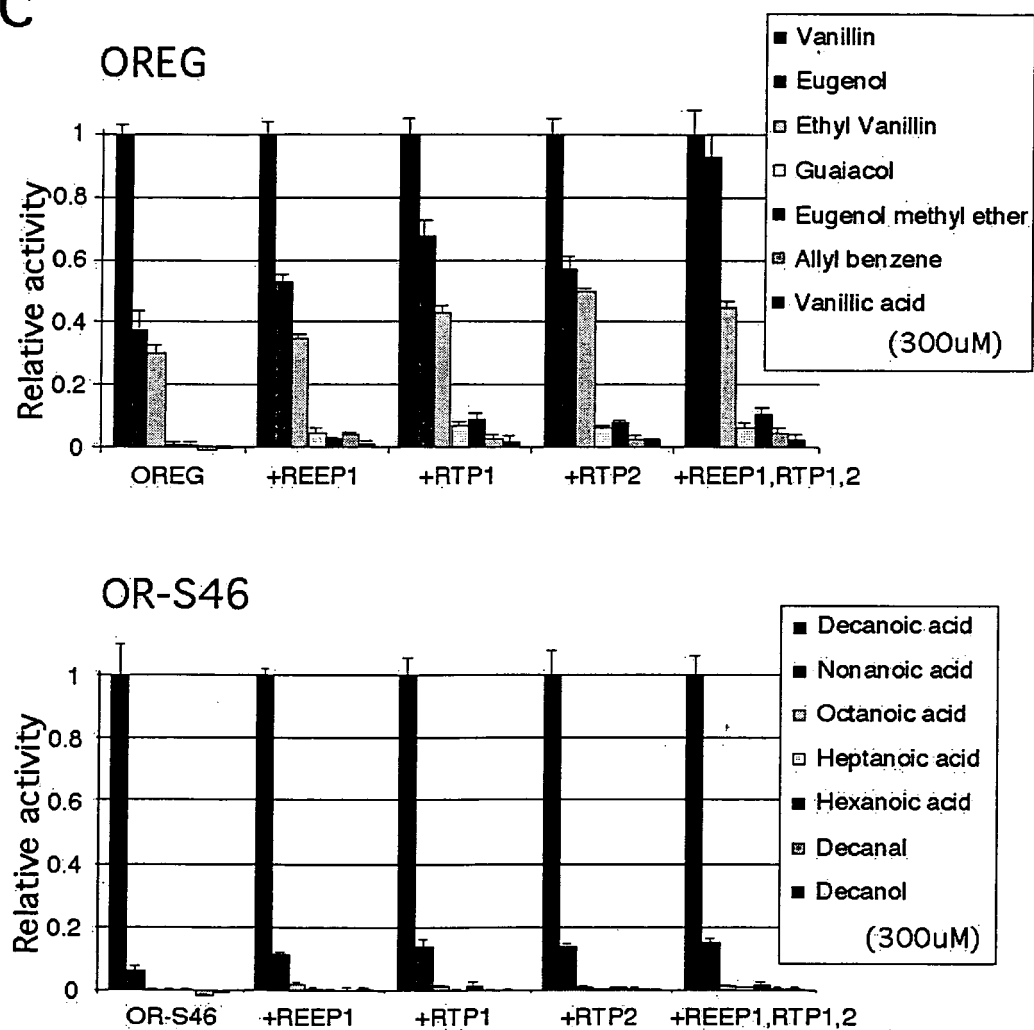 C
OREG
Vanillin
Eugenol
Ethyl Vanillin
Guaiacol
Eugenol methyl ether
Allyl benzene
Vanillic acid
(300uM)
Relative activity
1
0.8
0.6
0.4
0.2
0
OREG +REEP1 +RTP1 +RTP2 +REEP1,RTP1,2
OR-S46
Decanoic acid
Nonanoic acid
Octanoic acid
Heptanoic acid
Hexanoic acid
Decanal
Decanol
(300uM)
Relative activity
1
0.8
0.6
0.4
0.2
0
OR-S46 +REEP1 +RTP1 +RTP2 +REEP1,RTP1,2